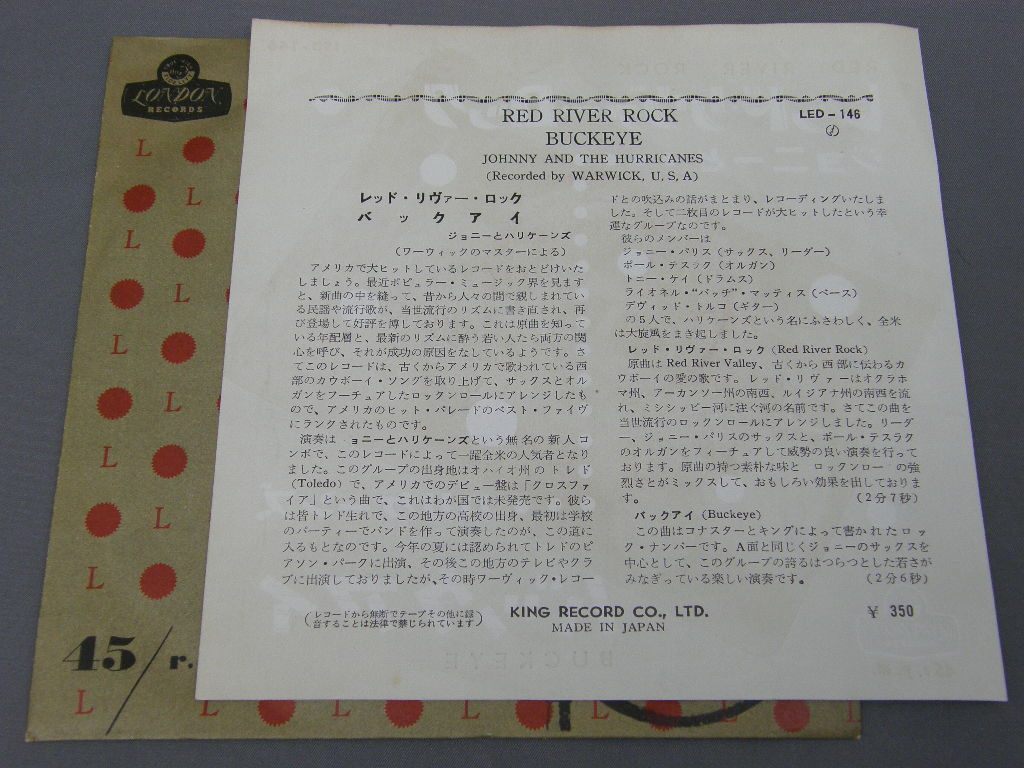 LONDON
RECORDS
RED RIVER ROCK
LED-146
BUCKEYE
JOHNNY AND THE HURRICANES
(Recorded by WARWICK, U, S, A)
レッド・リヴァー・ロック
バックアイ
ジョニーとハリケーンズ
(ワーウィックのマスターによる)
アメリカで大ヒットしているレコードをおとどけいた
しましょう。最近ポピュラー・ミュージック界を見ます
と、新曲の中を縫って、昔から人々の間で親しまれてい
る民謡や流行歌が、当世流行のリズムに書き直され、再
び登場して好評を博しております。これは原曲を知って
いる年配層と、最新のリズムに酔う若い人たち両方の関
心を呼び、それが成功の原因をなしているようです。さ
てこのレコードは、古くからアメリカで歌われている西
部のカウボーイ・ソングを取り上げて、サックスとオル
ガンをフーチュアしたロックンロールにアレンジしたも
ので、アメリカのヒット・パレードのベスト・ファイヴ
にランクされたものです。
演奏は ョニーとハリケーンズという無名の新人コ
ンボで、このレコードによって一躍全米の人気者となり
ました。このグループの出身地はオハイオ州のトレド
(Toledo) で、アメリカでのデビュー盤は「クロスファ
イア」という曲で、これはわが国では未発売です。彼ら
は皆トレド生れで、この地方の高校の出身、最初は学校
のパーティーでバンドを作って演奏したのが、この道に
入るもとなのです。今年の夏には認められてトレドのピ
アソン・パークに出演、その後この地方のテレビやクラ
ブに出演しておりましたが、その時ワーヴィック・レコー
ドとの吹込みの話がまとまり、レコーディングいたしま
した。そして二枚目のレコードが大ヒットしたという幸
運なグループなのです。
彼らのメンバーは
ジョニー・パリス (サックス、リーダー)
ポール・テスラク (オルガン)
トニー・ケイ (ドラムス)
ライオネル・“バッヂ”・マッティス (ベース)
デヴィッド・トルコ (ギター)
の5人で、ハリケーンズという名にふさわしく、全米
は大旋風をまき起しました。
レッド・リヴァー・ロック (Red River Rock)
原曲は Red River Valley、古くから西部に伝わるカ
ウボーイの愛の歌です。レッド・リヴァーはオクラホ
マ州、アーカンソー州の南西、ルイジアナ州の南西を流
れ、ミシシッピー河に注ぐ河の名前です。さてこの曲を
当世流行のロックンロールにアレンジしました。リーダ
ー、ジョニー・パリスのサックスと、ポール・テスラク
のオルガンをフィーチュアして威勢の良い演奏を行って
おります。原曲の持つ素朴な味と ロックンロー の強
烈さとがミックスして、おもしろい効果を出しておりま
す。 (2分7秒)
バックアイ (Buckeye)
この曲はコナスターとキングによって書かれたロッ
ク・ナンバーです。A面と同じくジョニーのサックスを
中心として、このグループの誇るはつらつとした若さが
みなぎっている楽しい演奏です。 (2分6秒)
(レコードから無断でテープその他に録
音することは法律で禁じられています)
KING RECORD CO., LTD.
MADE IN JAPAN
¥ 350
45/r.